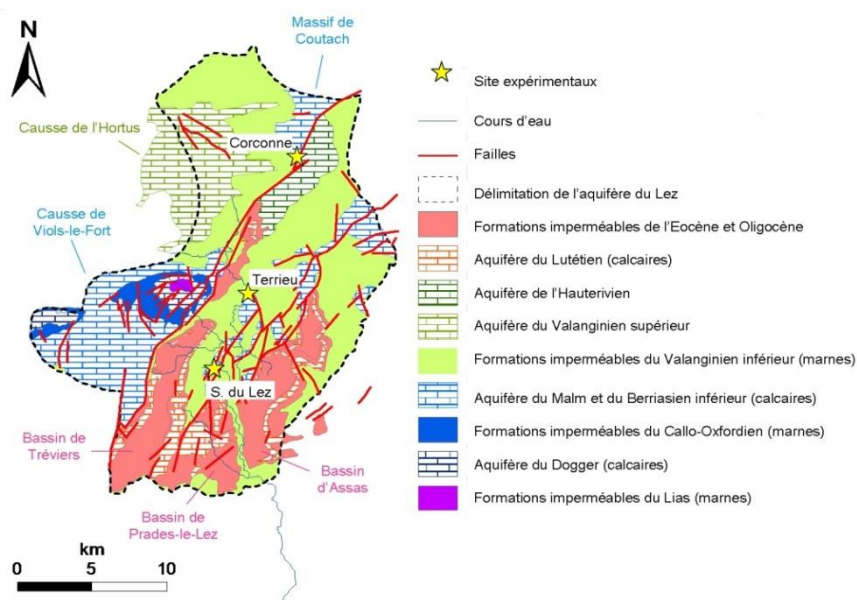 N
Massif de
Coutach
Causse de l'Hortus
Corconne
Causse de
Viols-le-Fort
Terrieu
S. du Lez
Bassin de
Tréviers
Bassin
d'Assas
Bassin de
Prades-le-Lez
km
0 5 10
Site expérimentaux
Cours d'eau
Failles
Délimitation de l'aquifère du Lez
Formations imperméables de l'Eocène et Oligocène
Aquifère du Lutétien (calcaires)
Aquifère de l'Hauterivien
Aquifère du Valanginien supérieur
Formations imperméables du Valanginien inférieur (marnes)
Aquifère du Malm et du Berriasien inférieur (calcaires)
Formations imperméables du Callo-Oxfordien (marnes)
Aquifère du Dogger (calcaires)
Formations imperméables du Lias (marnes)